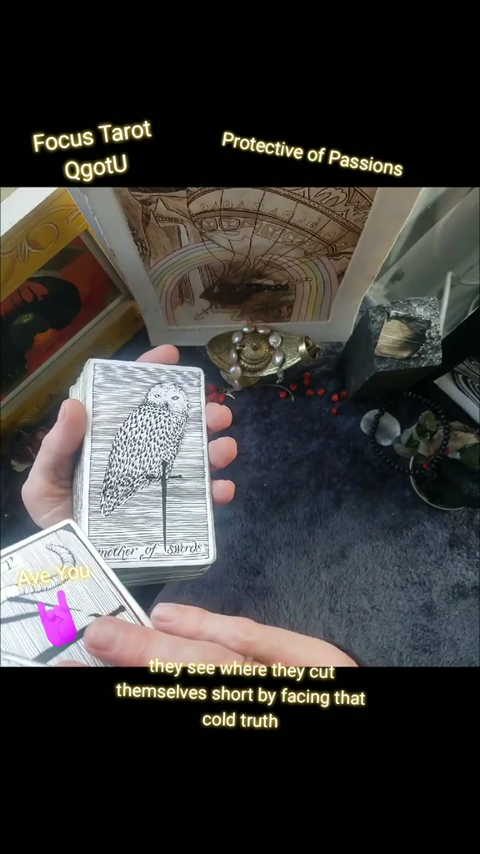 Focus Tarot
QgotU
Protective of Passions
mother of swords
Aye You
they see where they cut
themselves short by facing that
cold truth